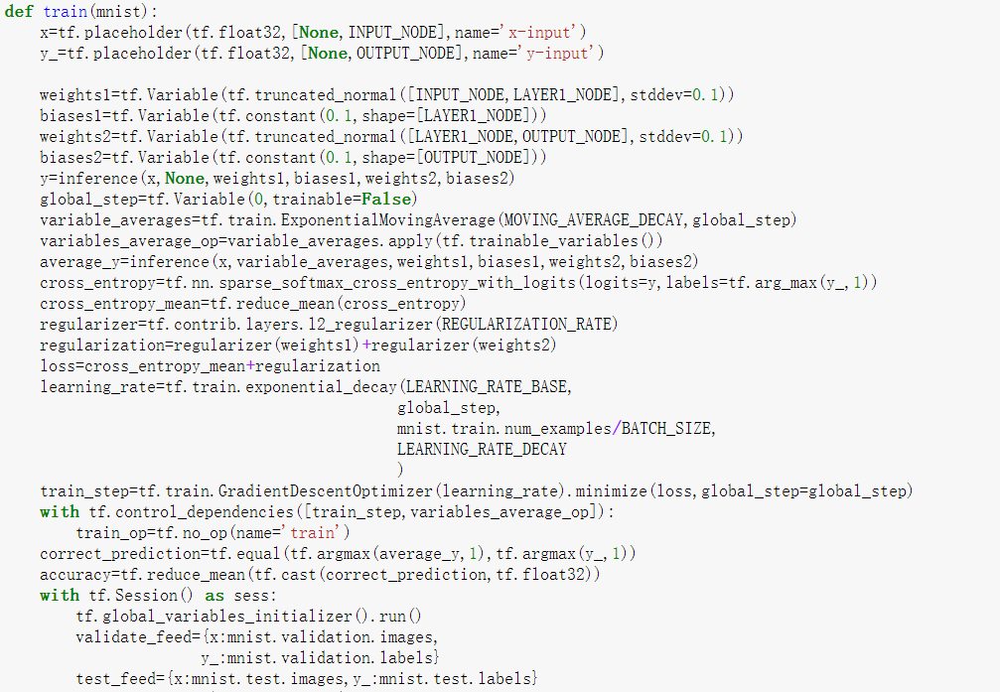 def train(mnist):
    x=tf.placeholder(tf.float32,[None,INPUT_NODE],name='x-input')
    y_=tf.placeholder(tf.float32,[None,OUTPUT_NODE],name='y-input')

    weights1=tf.Variable(tf.truncated_normal([INPUT_NODE,LAYER1_NODE],stddev=0.1))
    biases1=tf.Variable(tf.constant(0.1,shape=[LAYER1_NODE]))
    weights2=tf.Variable(tf.truncated_normal([LAYER1_NODE,OUTPUT_NODE],stddev=0.1))
    biases2=tf.Variable(tf.constant(0.1,shape=[OUTPUT_NODE]))
    y=inference(x,None,weights1,biases1,weights2,biases2)
    global_step=tf.Variable(0,trainable=False)
    variable_averages=tf.train.ExponentialMovingAverage(MOVING_AVERAGE_DECAY,global_step)
    variables_average_op=variable_averages.apply(tf.trainable_variables())
    average_y=inference(x,variable_averages,weights1,biases1,weights2,biases2)
    cross_entropy=tf.nn.sparse_softmax_cross_entropy_with_logits(logits=y,labels=tf.arg_max(y_,1))
    cross_entropy_mean=tf.reduce_mean(cross_entropy)
    regularizer=tf.contrib.layers.l2_regularizer(REGULARIZATION_RATE)
    regularization=regularizer(weights1)+regularizer(weights2)
    loss=cross_entropy_mean+regularization
    learning_rate=tf.train.exponential_decay(LEARNING_RATE_BASE,
                                            global_step,
                                            mnist.train.num_examples/BATCH_SIZE,
                                            LEARNING_RATE_DECAY
                                            )
    train_step=tf.train.GradientDescentOptimizer(learning_rate).minimize(loss,global_step=global_step)
    with tf.control_dependencies([train_step,variables_average_op]):
        train_op=tf.no_op(name='train')
    correct_prediction=tf.equal(tf.argmax(average_y,1),tf.argmax(y_,1))
    accuracy=tf.reduce_mean(tf.cast(correct_prediction,tf.float32))
    with tf.Session() as sess:
        tf.global_variables_initializer().run()
        validate_feed={x:mnist.validation.images,
                      y_:mnist.validation.labels}
        test_feed={x:mnist.test.images,y_:mnist.test.labels}